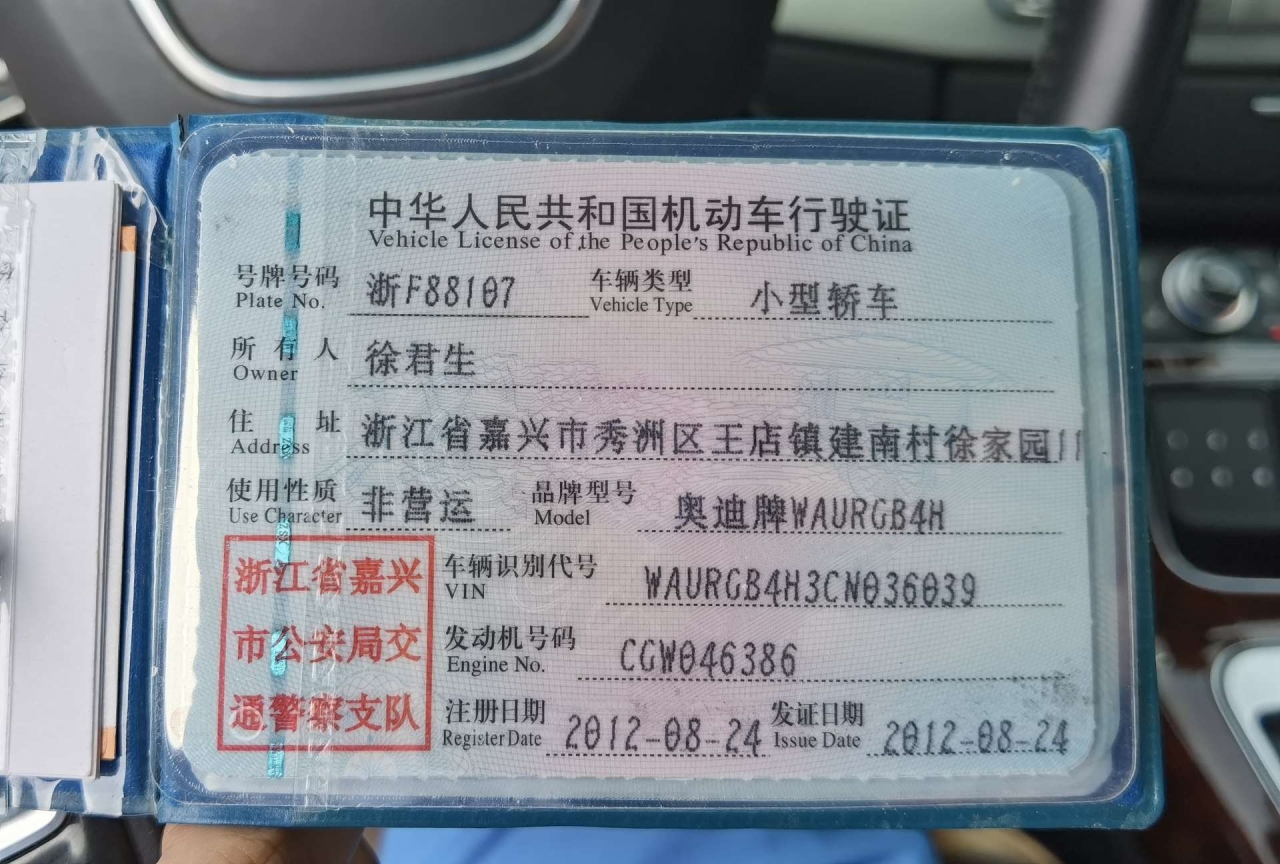 中华人民共和国机动车行驶证
Vehicle License of the People's Republic of China
号牌号码 浙F88107 车辆类型 小型轿车
Plate No. Vehicle Type
所有人 徐君生
Owner
住址 浙江省嘉兴市秀洲区王店镇建南村徐家园11
Address
使用性质 非营运 品牌型号 奥迪牌WAURGB4H
Use Character Model
浙江省嘉兴
市公安局交
通警察支队
车辆识别代号 WAURGB4H3CN036039
VIN
发动机号码 CGW046386
Engine No.
注册日期 2012-08-24 发证日期 2012-08-24
Register Date Issue Date